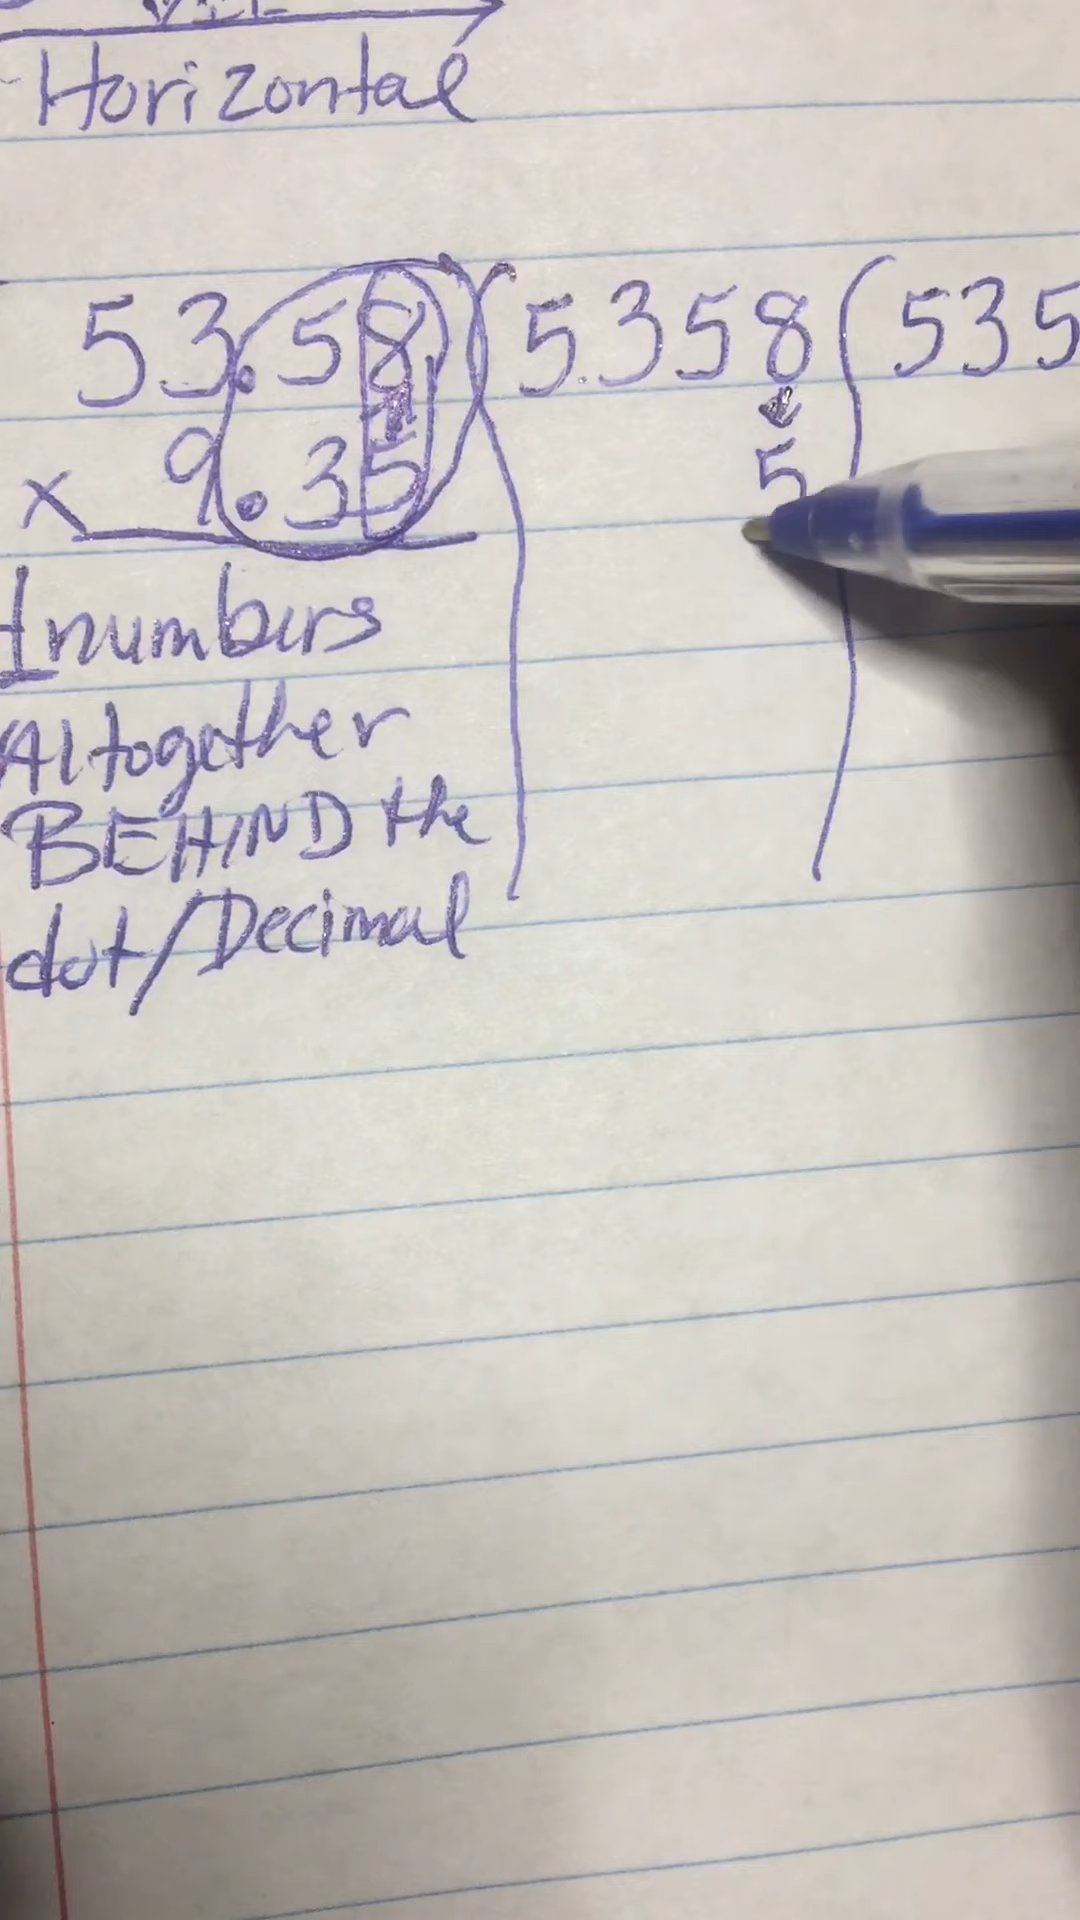 Horizontal
53.58 ( 5.358 ( 535
x 9.35 5
numbers
Altogether
BEHIND the
dot/Decimal